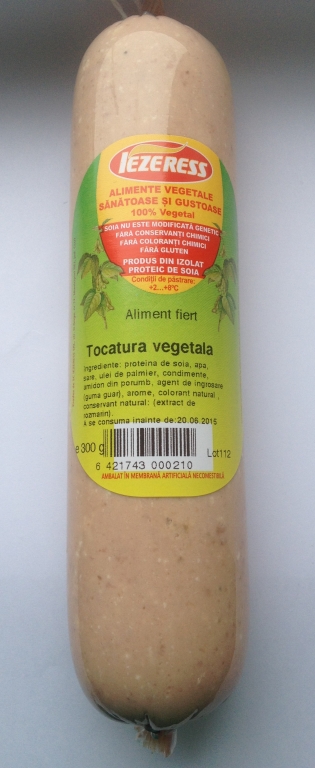 IEZERESS
ALIMENTE VEGETALE
SĂNĂTOASE ȘI GUSTOASE
100% Vegetal
SOIA NU ESTE MODIFICATĂ GENETIC
FĂRĂ CONSERVANȚI CHIMICI
FĂRĂ COLORANȚI CHIMICI
FĂRĂ GLUTEN
PRODUS DIN IZOLAT
PROTEIC DE SOIA
Condiții de păstrare:
+2...+8°C
Aliment fiert
Tocatura vegetala
Ingrediente: proteina de soia, apa,
sare, ulei de palmier, condimente,
amidon din porumb, agent de ingrosare
(guma guar), arome, colorant natural ,
conservant natural: (extract de
rozmarin).
A se consuma inainte de:20.06 2015
e 300 g
Lot112
6 421743 000210
AMBALAT ÎN MEMBRANĂ ARTIFICIALĂ NECOMESTIBILĂ